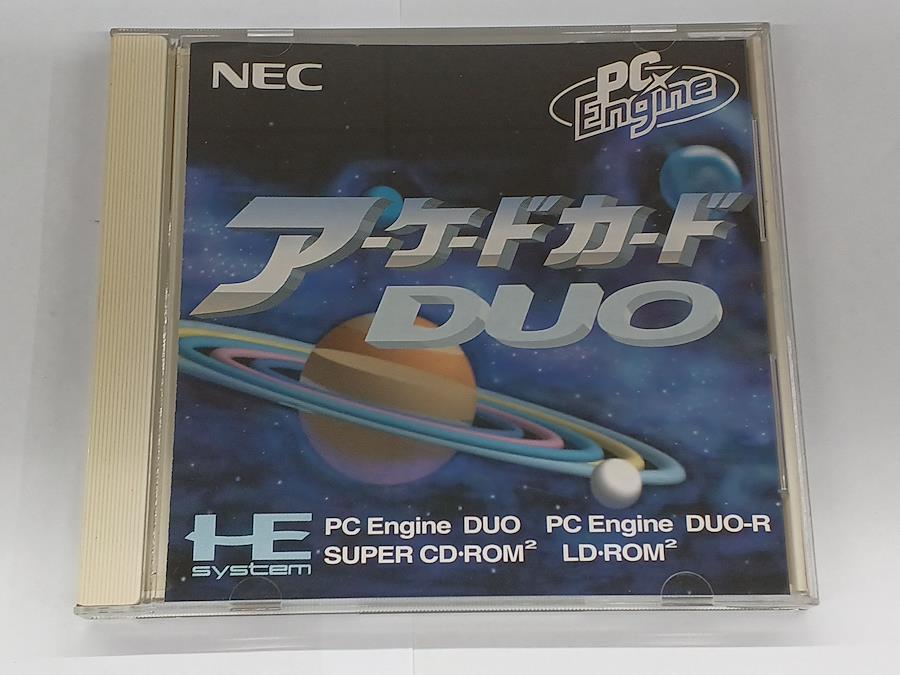 NEC
PC Engine
アーケードカード
DUO
HE system
PC Engine DUO PC Engine DUO-R
SUPER CD·ROM² LD·ROM²